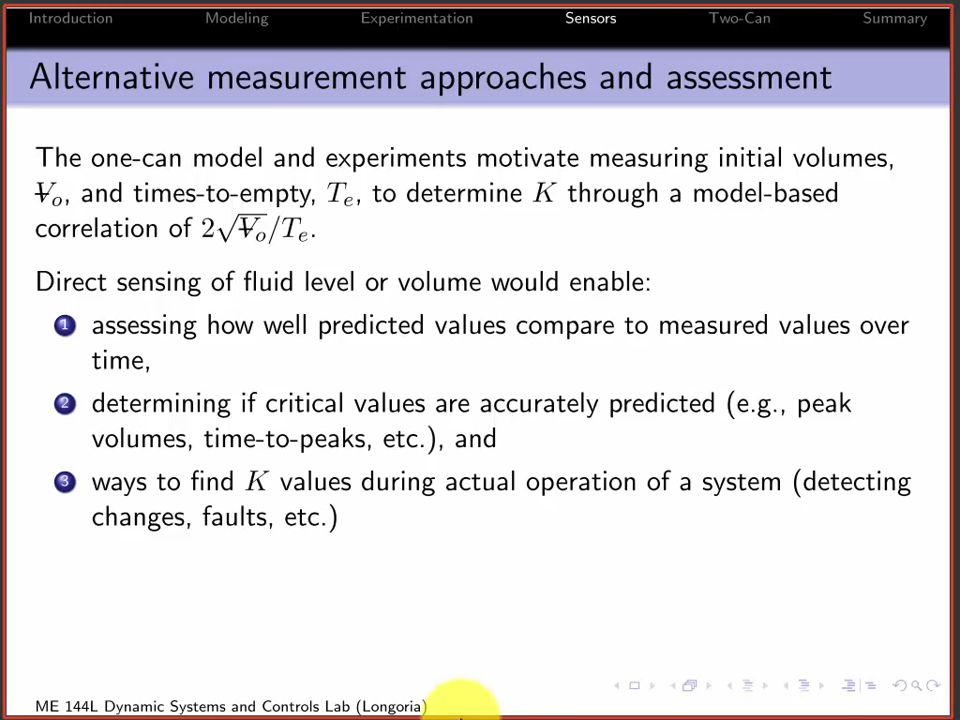 Introduction Modeling Experimentation Sensors Two-Can Summary
Alternative measurement approaches and assessment
The one-can model and experiments motivate measuring initial volumes,
V̶ₒ, and times-to-empty, Tₑ, to determine K through a model-based
correlation of 2√V̶ₒ/Tₑ.
Direct sensing of fluid level or volume would enable:
1 assessing how well predicted values compare to measured values over
time,
2 determining if critical values are accurately predicted (e.g., peak
volumes, time-to-peaks, etc.), and
3 ways to find K values during actual operation of a system (detecting
changes, faults, etc.)
ME 144L Dynamic Systems and Controls Lab (Longoria)